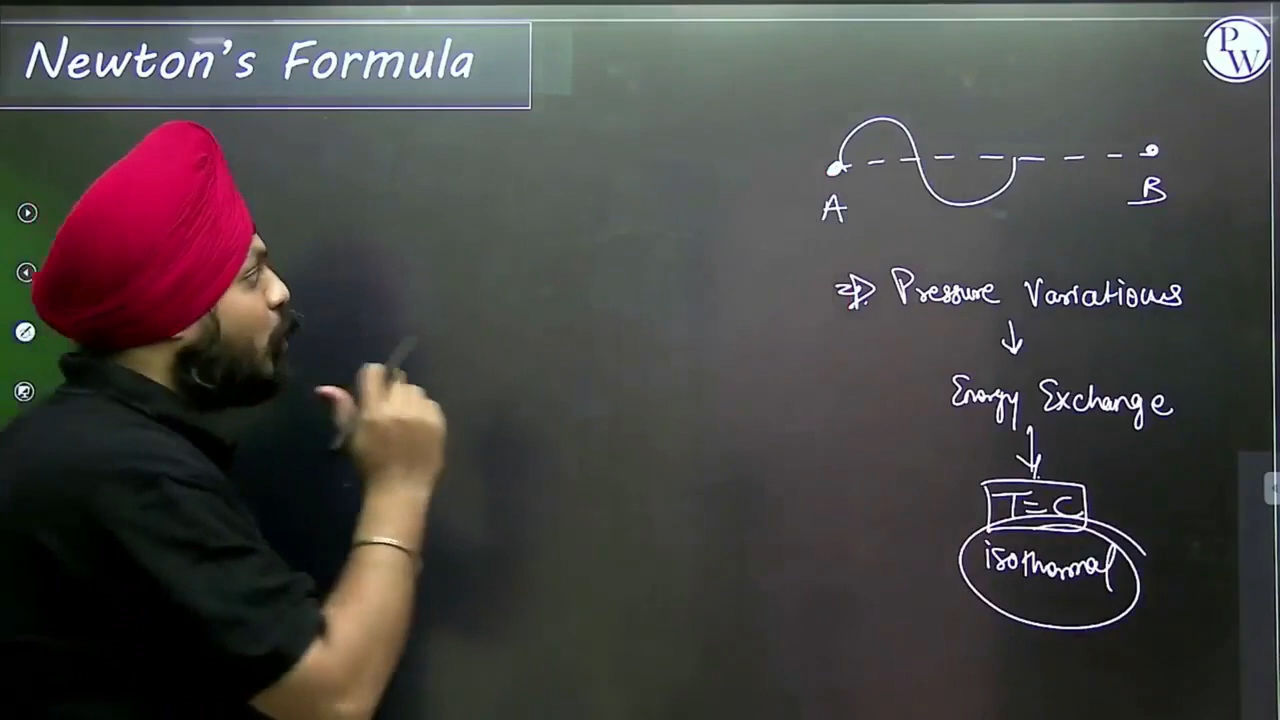 Newton's Formula
PW
A
B
⇒ Pressure Variations
↓
Energy Exchange
↓
T = C
isothermal